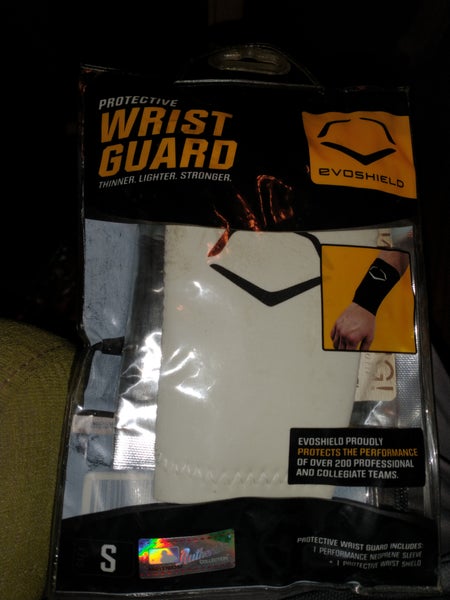 PROTECTIVE
WRIST
GUARD
THINNER. LIGHTER. STRONGER.
EVOSHIELD
EVOSHIELD PROUDLY
PROTECTS THE PERFORMANCE
OF OVER 200 PROFESSIONAL
AND COLLEGIATE TEAMS.
S
COLLECTION
PROTECTIVE WRIST GUARD INCLUDES:
1 PERFORMANCE NEOPRENE SLEEVE
1 PROTECTIVE WRIST SHIELD